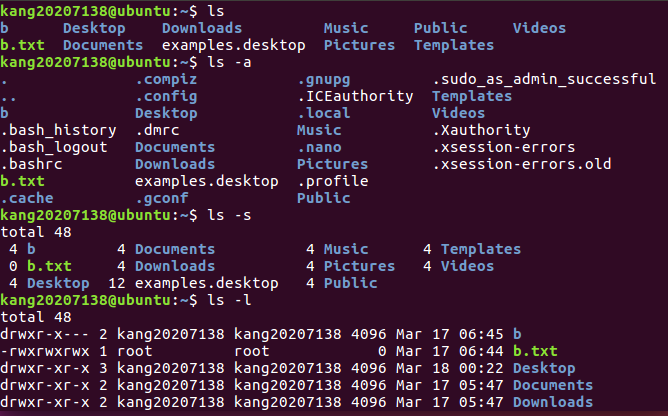 kang20207138@ubuntu:~$ ls
b       Desktop    Downloads         Music     Public     Videos
b.txt  Documents  examples.desktop  Pictures  Templates
kang20207138@ubuntu:~$ ls -a
.              .compiz           .gnupg         .sudo_as_admin_successful
..             .config           .ICEauthority  Templates
b              Desktop           .local         Videos
.bash_history  .dmrc             Music          .Xauthority
.bash_logout   Documents         .nano          .xsession-errors
.bashrc        Downloads         Pictures       .xsession-errors.old
b.txt          examples.desktop  .profile
.cache         .gconf            Public
kang20207138@ubuntu:~$ ls -s
total 48
 4 b         4 Documents          4 Music      4 Templates
 0 b.txt     4 Downloads          4 Pictures   4 Videos
 4 Desktop  12 examples.desktop   4 Public
kang20207138@ubuntu:~$ ls -l
total 48
drwxr-x--- 2 kang20207138 kang20207138 4096 Mar 17 06:45 b
-rwxrwxrwx 1 root         root            0 Mar 17 06:44 b.txt
drwxr-xr-x 3 kang20207138 kang20207138 4096 Mar 18 00:22 Desktop
drwxr-xr-x 2 kang20207138 kang20207138 4096 Mar 17 05:47 Documents
drwxr-xr-x 2 kang20207138 kang20207138 4096 Mar 17 05:47 Downloads